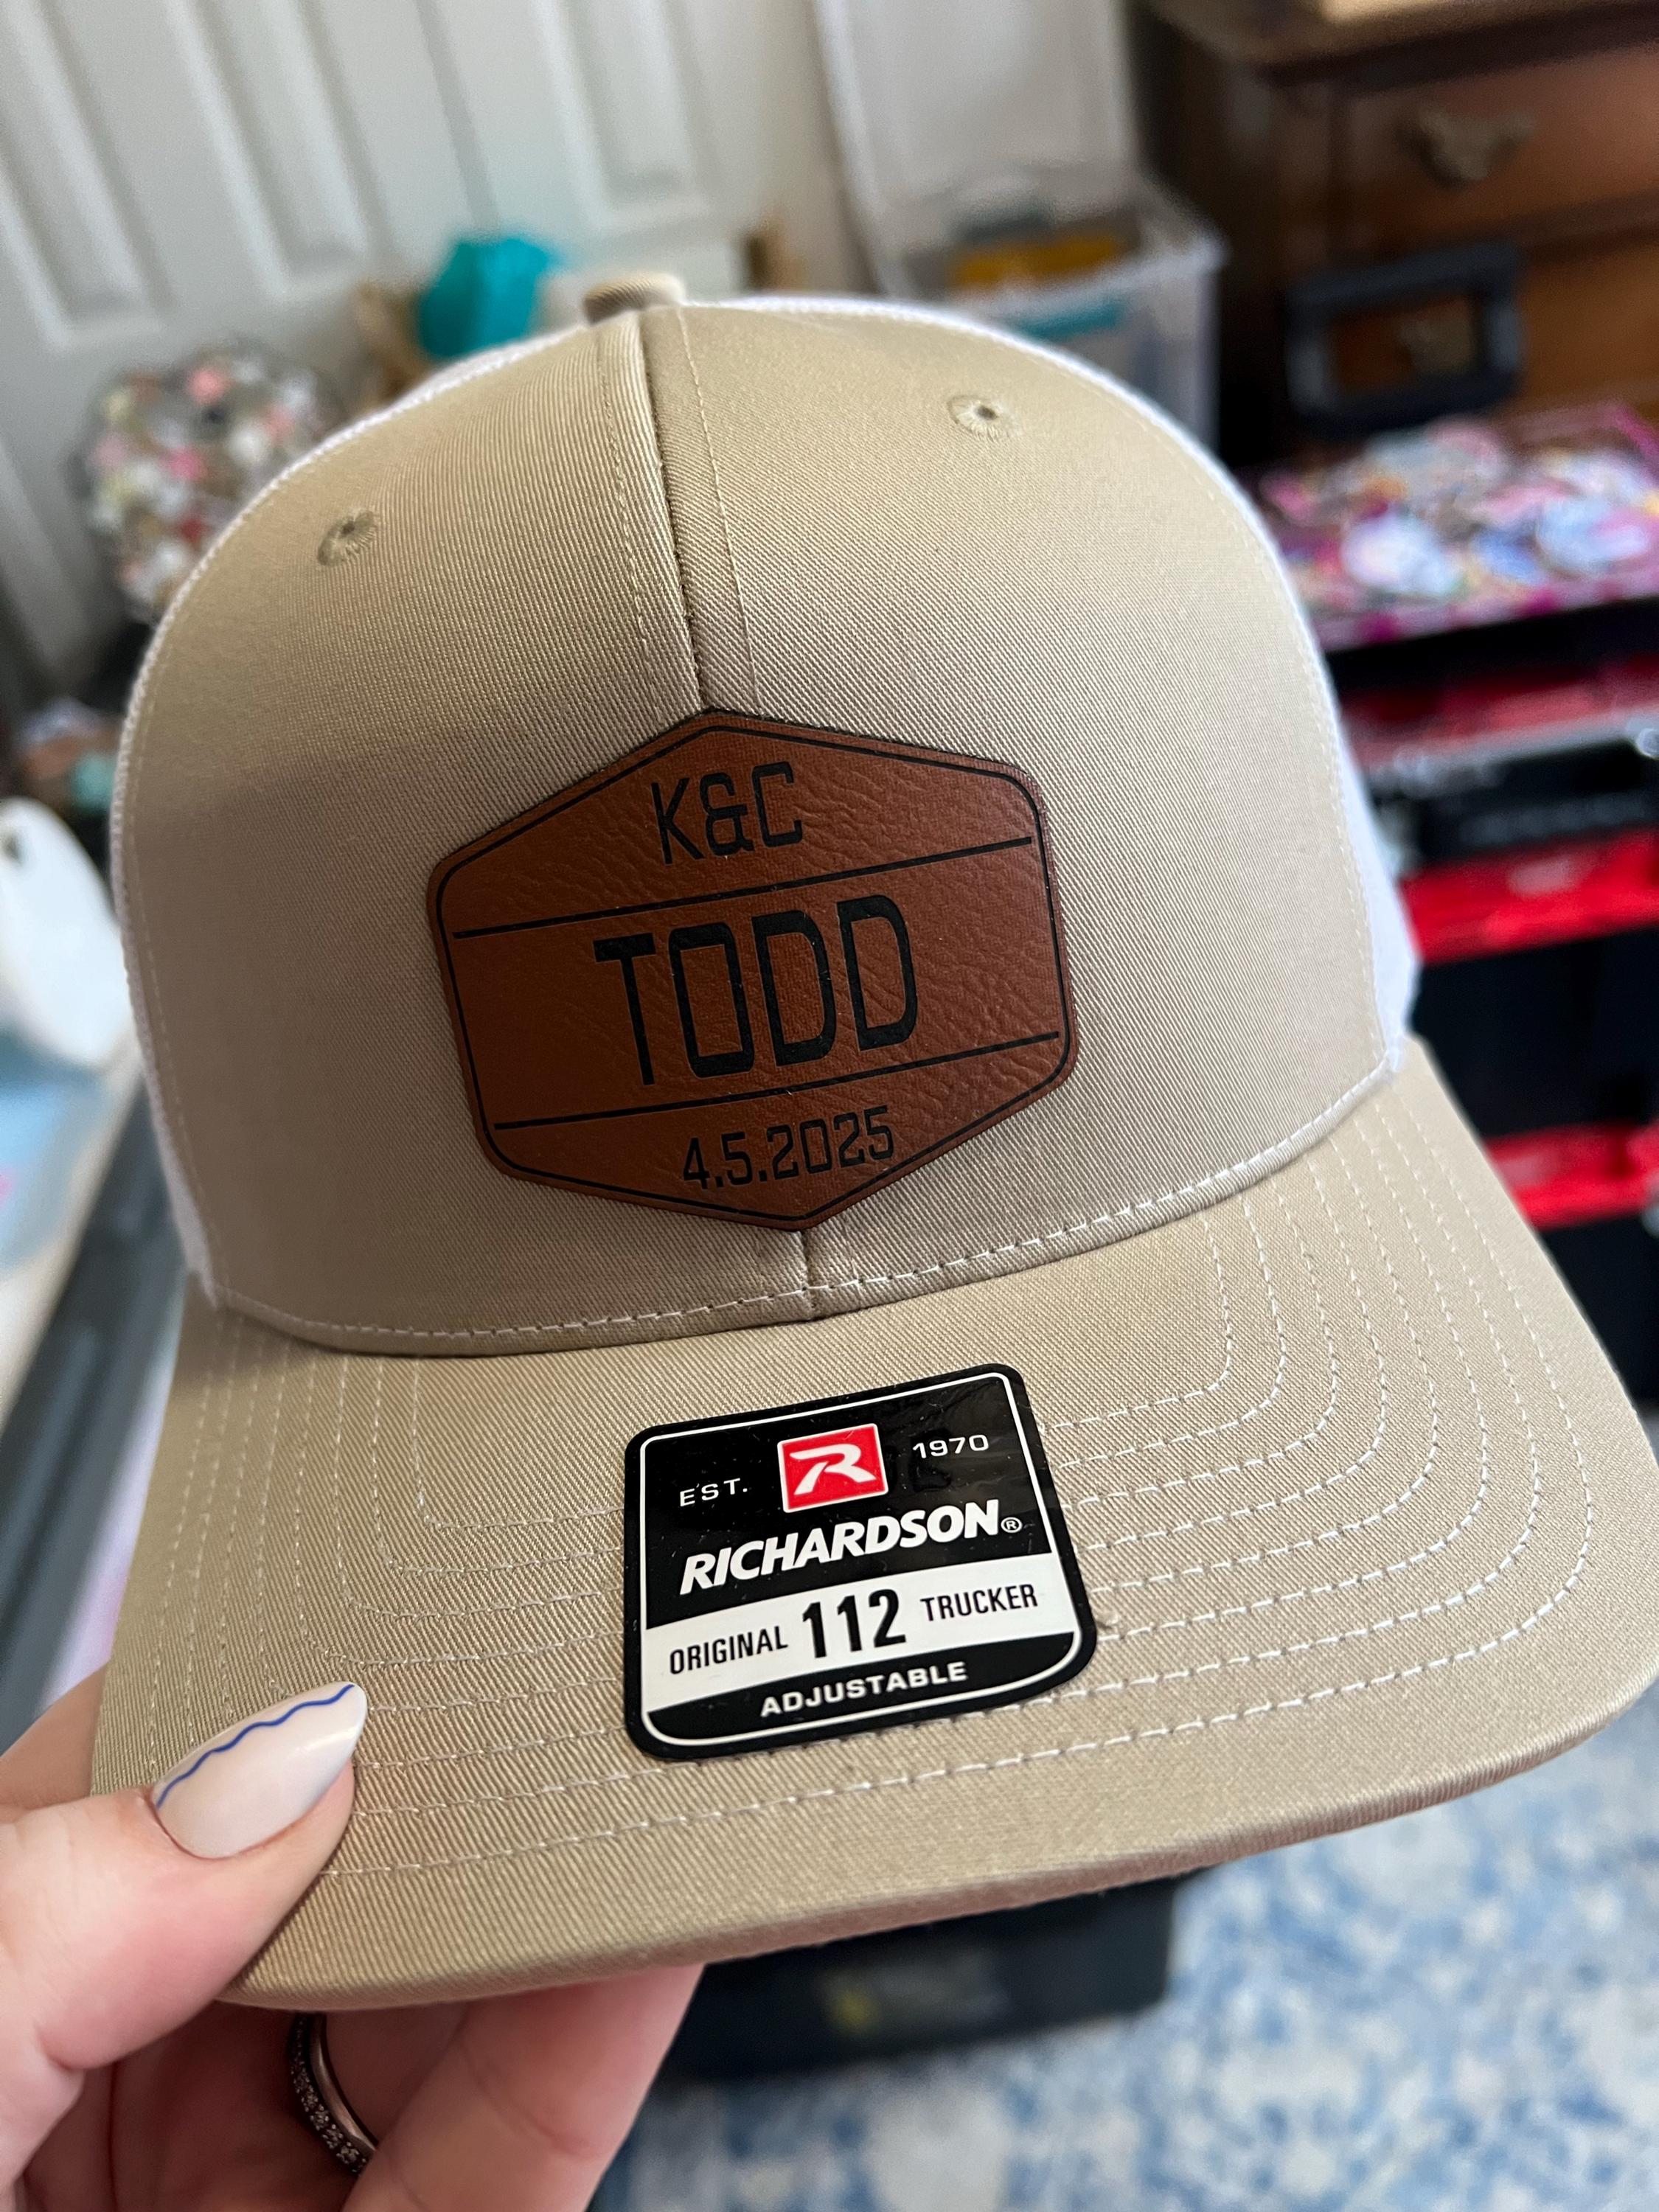 K&C
TODD
4.5.2025
EST. R 1970
RICHARDSON®
ORIGINAL 112 TRUCKER
ADJUSTABLE